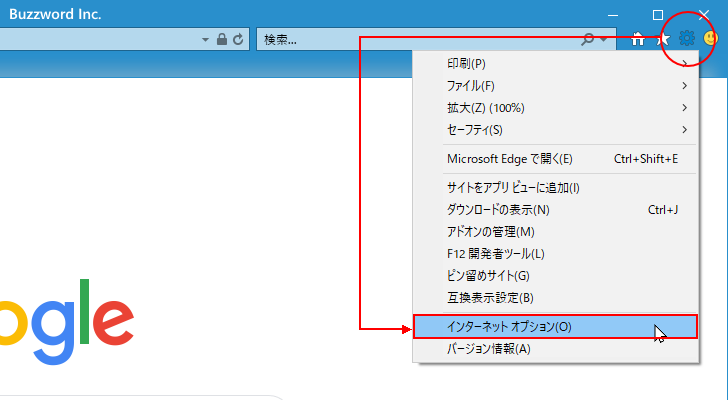 Buzzword Inc.
検索...
印刷(P)
ファイル(F)
拡大(Z) (100%)
セーフティ(S)
Microsoft Edge で開く(E) Ctrl+Shift+E
サイトをアプリ ビューに追加(I)
ダウンロードの表示(N) Ctrl+J
アドオンの管理(M)
F12 開発者ツール(L)
ピン留めサイト(G)
互換表示設定(B)
ogle
インターネット オプション(O)
バージョン情報(A)